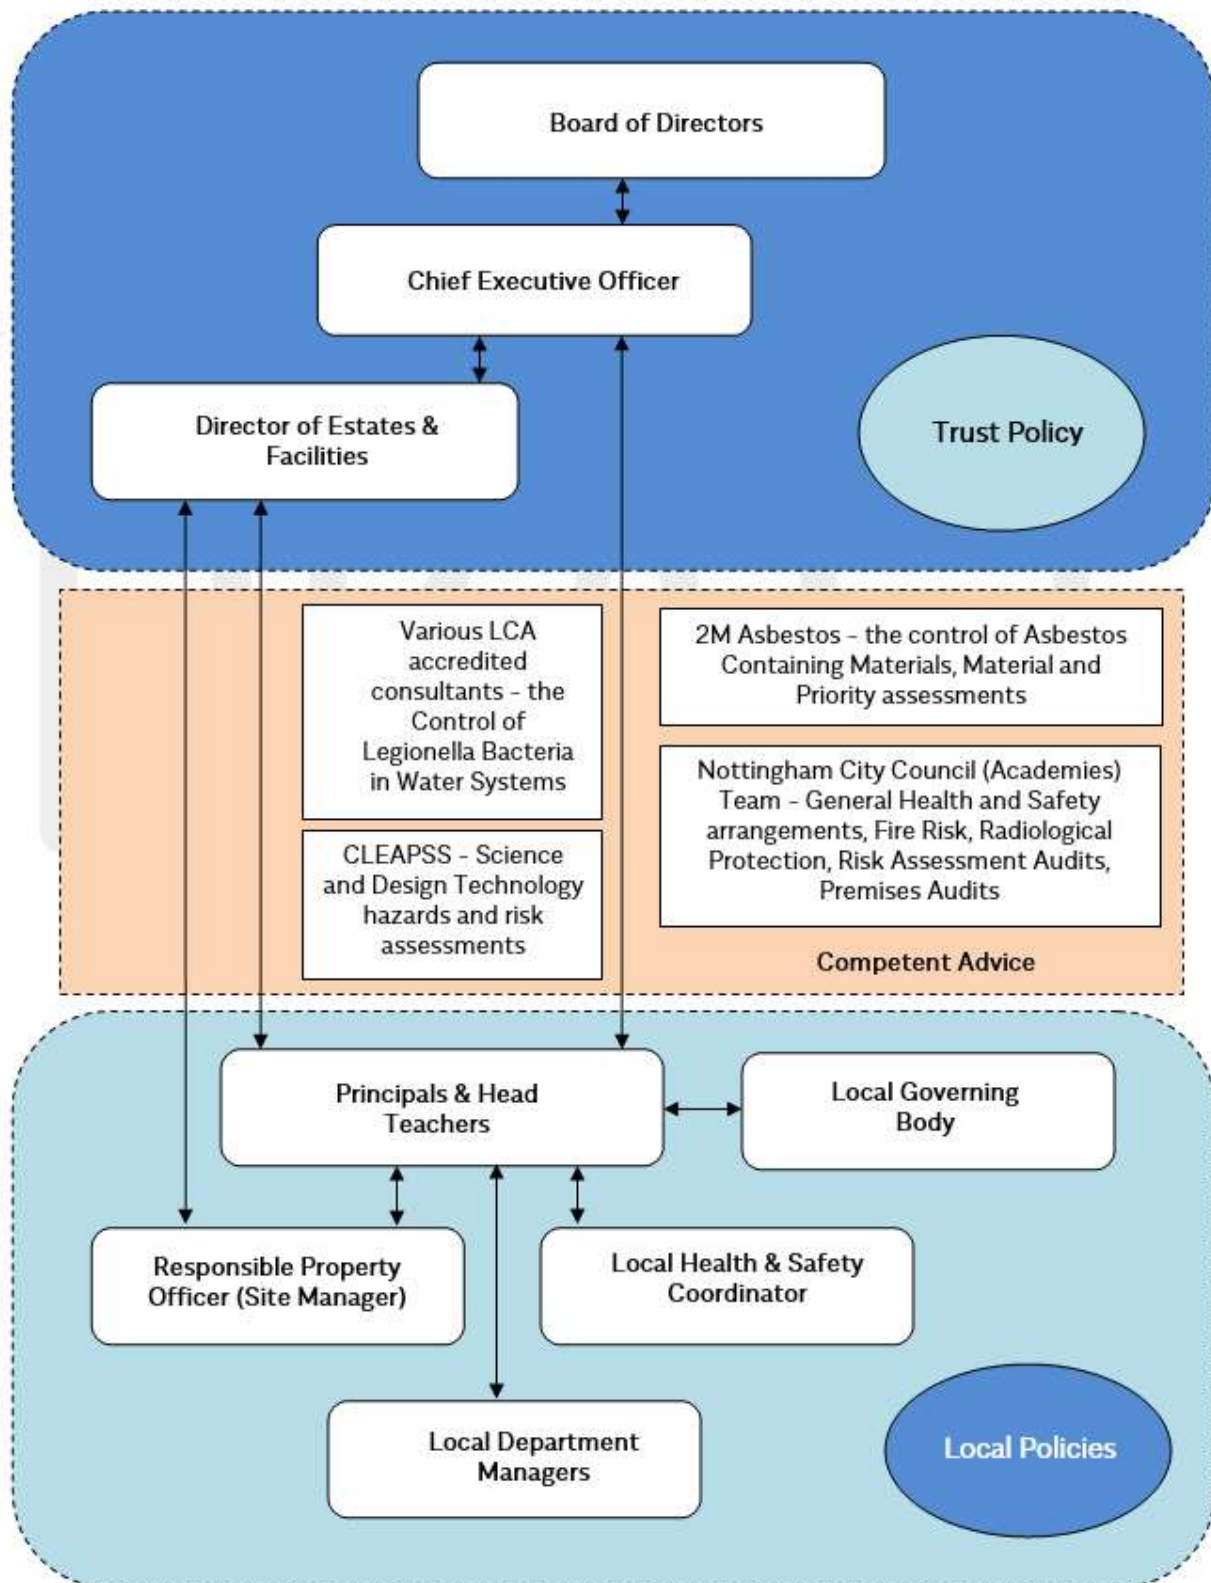 Board of Directors
Chief Executive Officer
Director of Estates &
Facilities
Trust Policy
Various LCA
accredited
consultants - the
Control of
Legionella Bacteria
in Water Systems
2M Asbestos - the control of Asbestos
Containing Materials, Material and
Priority assessments
CLEAPSS - Science
and Design Technology
hazards and risk
assessments
Nottingham City Council (Academies)
Team - General Health and Safety
arrangements, Fire Risk, Radiological
Protection, Risk Assessment Audits,
Premises Audits
Competent Advice
Principals & Head
Teachers
Local Governing
Body
Responsible Property
Officer (Site Manager)
Local Health & Safety
Coordinator
Local Department
Managers
Local Policies